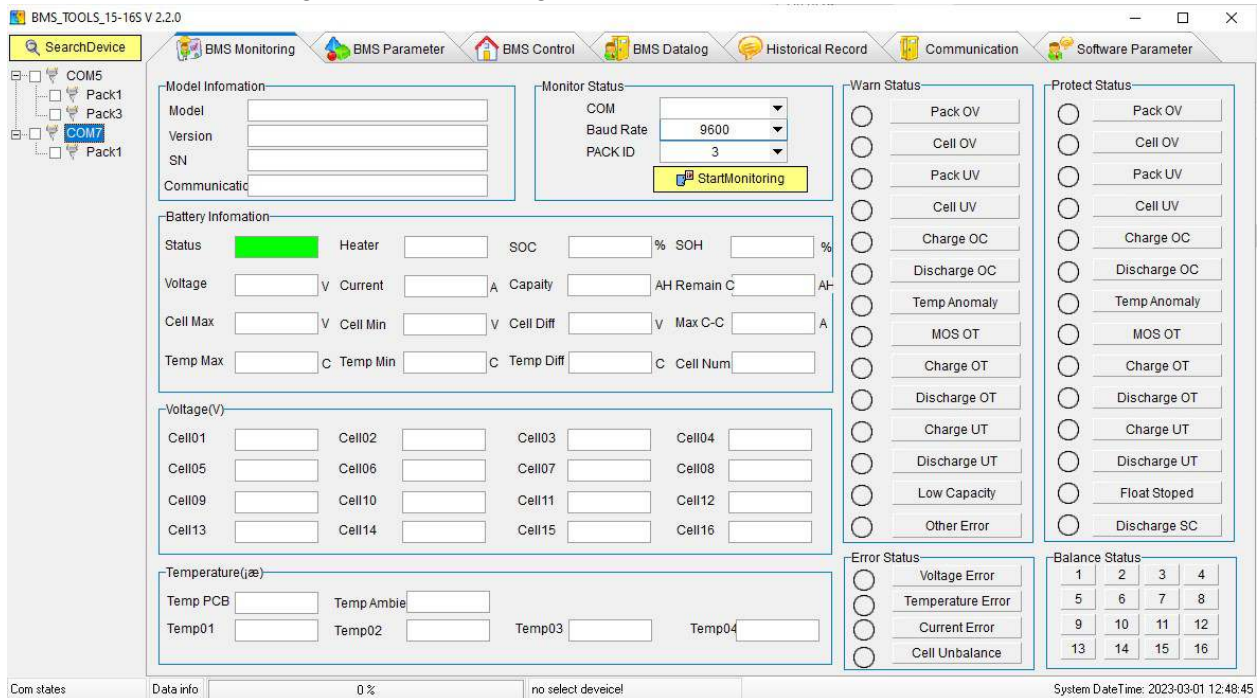 BMS_TOOLS_15-16S V 2.2.0
SearchDevice
BMS Monitoring
BMS Parameter
BMS Control
BMS Datalog
Historical Record
Communication
Software Parameter
COM5
Pack1
Pack3
COM7
Pack1
Model Infomation
Model
Version
SN
Communicatic
Monitor Status
COM
Baud Rate 9600
PACK ID 3
StartMonitoring
Battery Infomation
Status Heater SOC % SOH %
Voltage V Current A Capaity AH Remain C AH
Cell Max V Cell Min V Cell Diff V Max C-C A
Temp Max C Temp Min C Temp Diff C Cell Num
Voltage(V)
Cell01 Cell02 Cell03 Cell04
Cell05 Cell06 Cell07 Cell08
Cell09 Cell10 Cell11 Cell12
Cell13 Cell14 Cell15 Cell16
Temperature(¡æ)
Temp PCB Temp Ambie
Temp01 Temp02 Temp03 Temp04
Warn Status
Pack OV
Cell OV
Pack UV
Cell UV
Charge OC
Discharge OC
Temp Anomaly
MOS OT
Charge OT
Discharge OT
Charge UT
Discharge UT
Low Capacity
Other Error
Protect Status
Pack OV
Cell OV
Pack UV
Cell UV
Charge OC
Discharge OC
Temp Anomaly
MOS OT
Charge OT
Discharge OT
Charge UT
Discharge UT
Float Stoped
Discharge SC
Error Status
Voltage Error
Temperature Error
Current Error
Cell Unbalance
Balance Status
1 2 3 4
5 6 7 8
9 10 11 12
13 14 15 16
Com states
Data info
0 %
no select deveice!
System DateTime: 2023-03-01 12:48:45